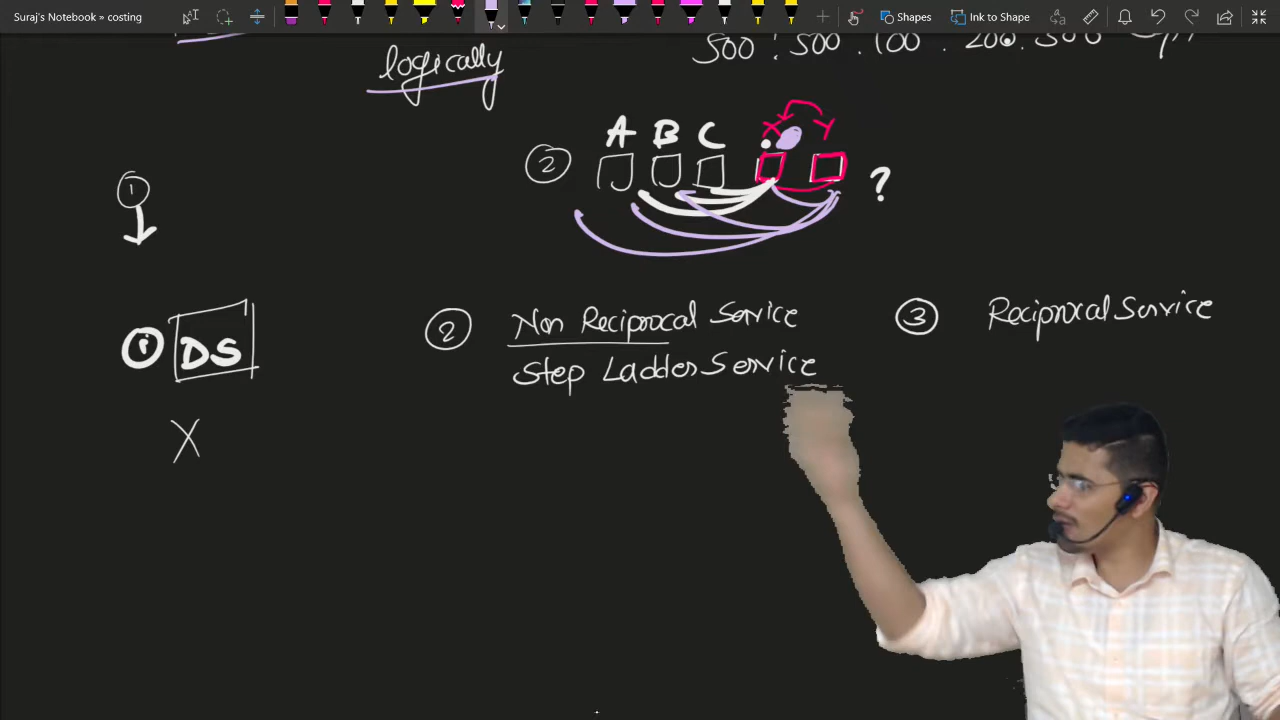 Suraj's Notebook » costing
Shapes
Ink to Shape
logically
500 : 500 . 100 . 200 . 300
A B C X Y
② ?
①
② Non Reciprocal Service
③ Reciprocal Service
① DS
Step Ladder Service
X